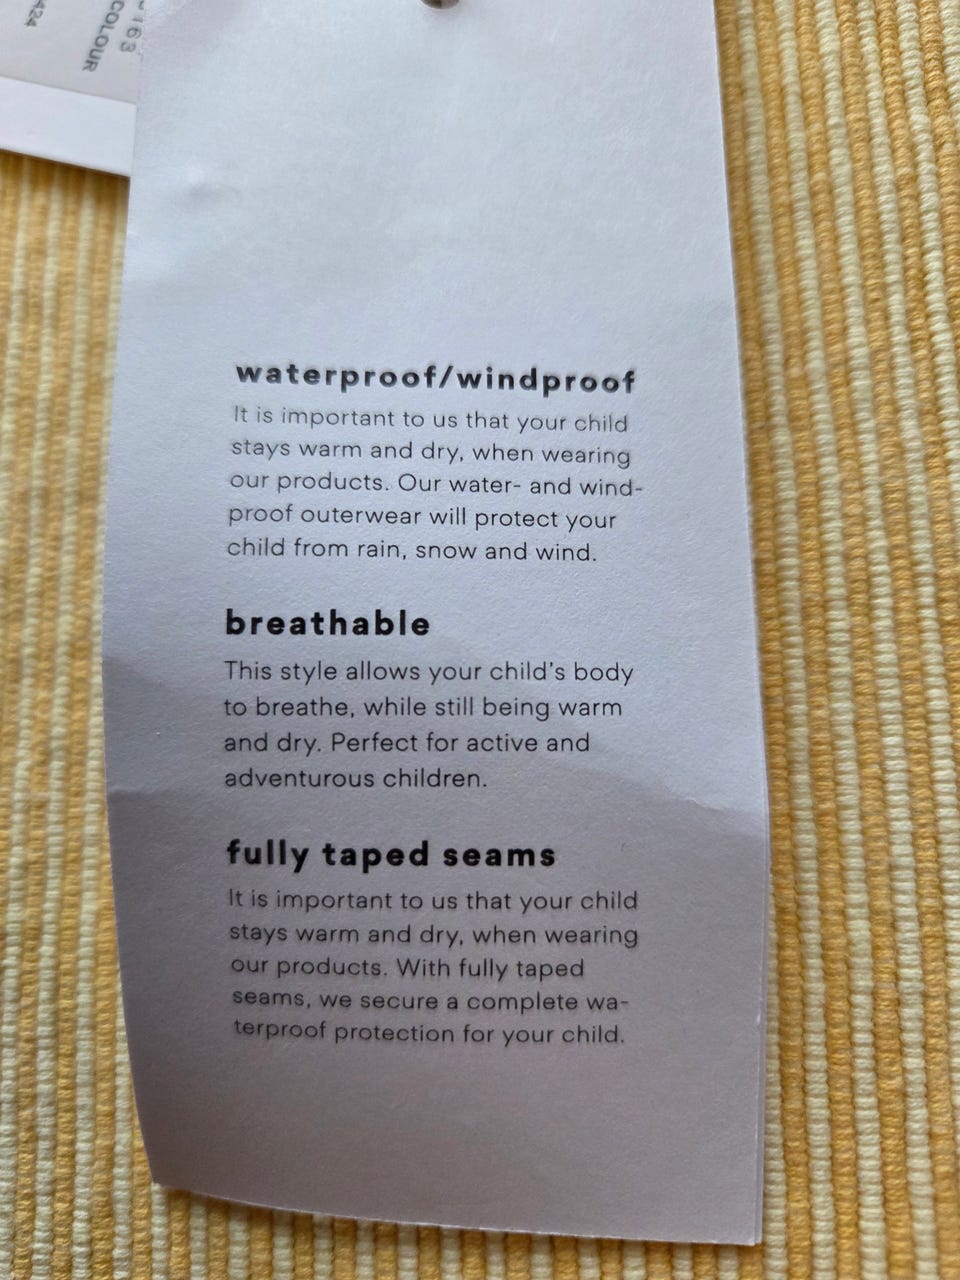 424
COLOUR
163
waterproof/windproof
It is important to us that your child
stays warm and dry, when wearing
our products. Our water- and wind-
proof outerwear will protect your
child from rain, snow and wind.
breathable
This style allows your child's body
to breathe, while still being warm
and dry. Perfect for active and
adventurous children.
fully taped seams
It is important to us that your child
stays warm and dry, when wearing
our products. With fully taped
seams, we secure a complete wa-
terproof protection for your child.